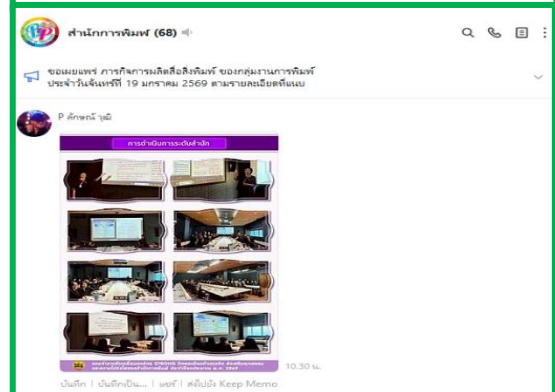 สำนักการพิมพ์ (68)
ขอเผยแพร่ ภารกิจการผลิตสื่อสิ่งพิมพ์ ของกลุ่มงานการพิมพ์
ประจำวันจันทร์ที่ 19 มกราคม 2569 ตามรายละเอียดที่แนบ
P ลักษณ์ วุฒิ
การดำเนินการระดับสำนัก
10.30 น.
บันทึก | บันทึกเป็น... | แชร์ | ส่งไปยัง Keep Memo